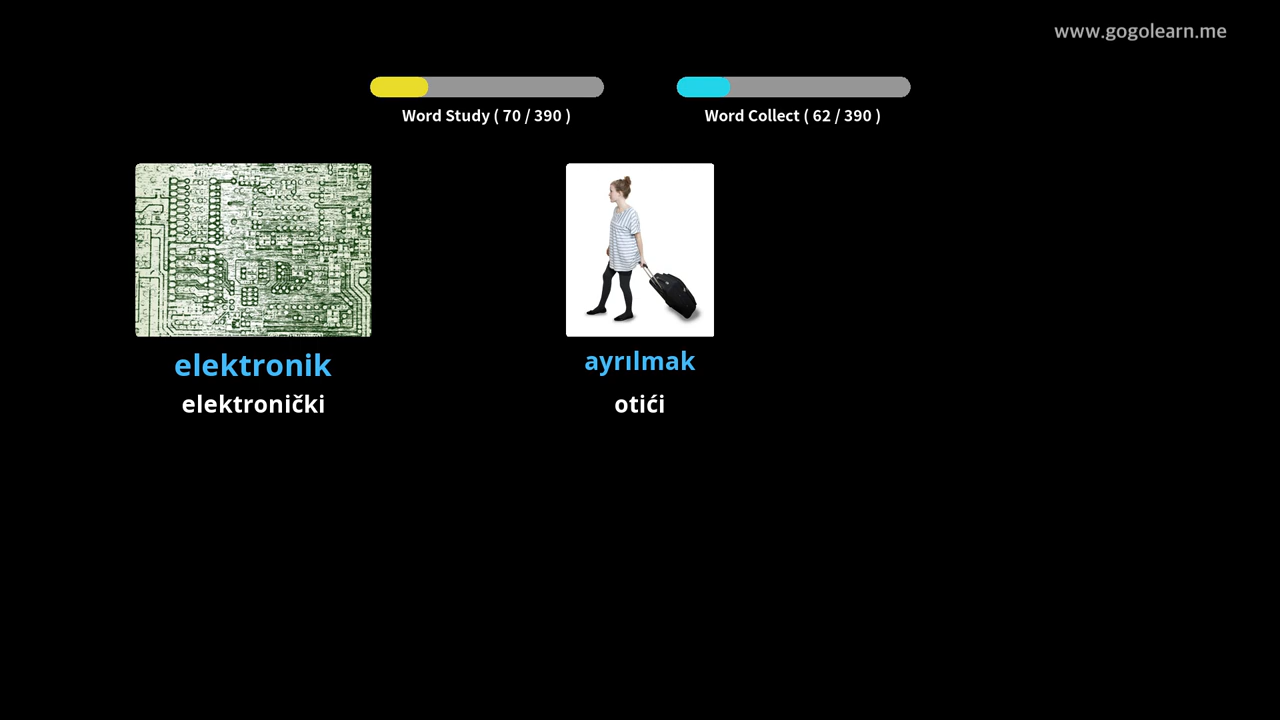 www.gogolearn.me
Word Study ( 70 / 390 )
Word Collect ( 62 / 390 )
elektronik
elektronički
ayrılmak
otići